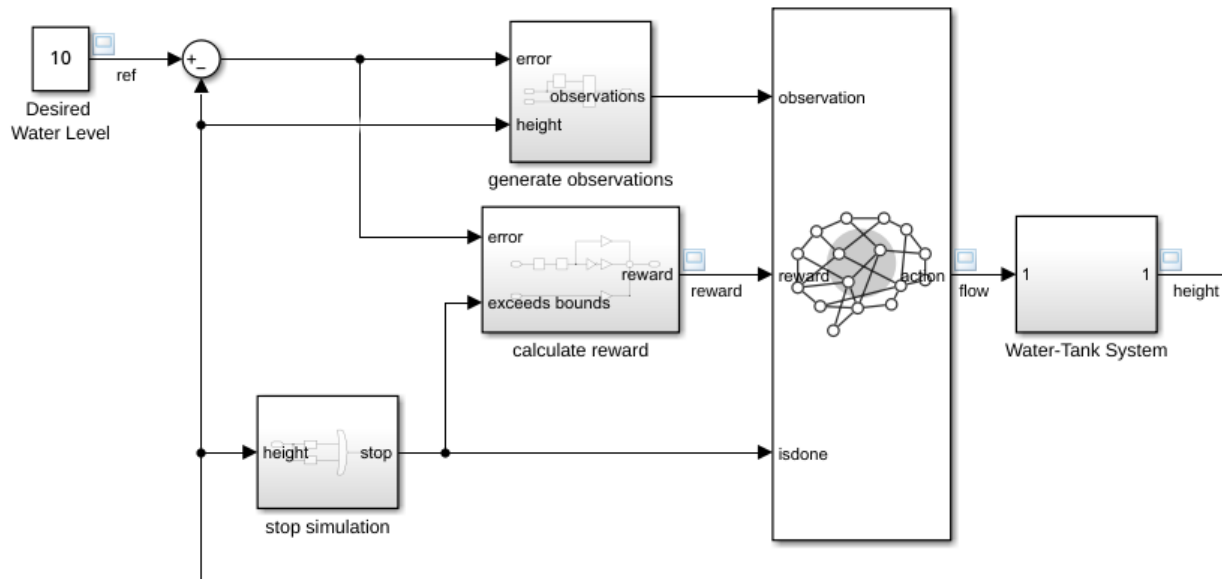 10
ref
+
−
Desired
Water Level
error
observations
height
generate observations
observation
error
reward
exceeds bounds
calculate reward
reward
reward
action
flow
1
1
height
Water-Tank System
height
stop
stop simulation
isdone